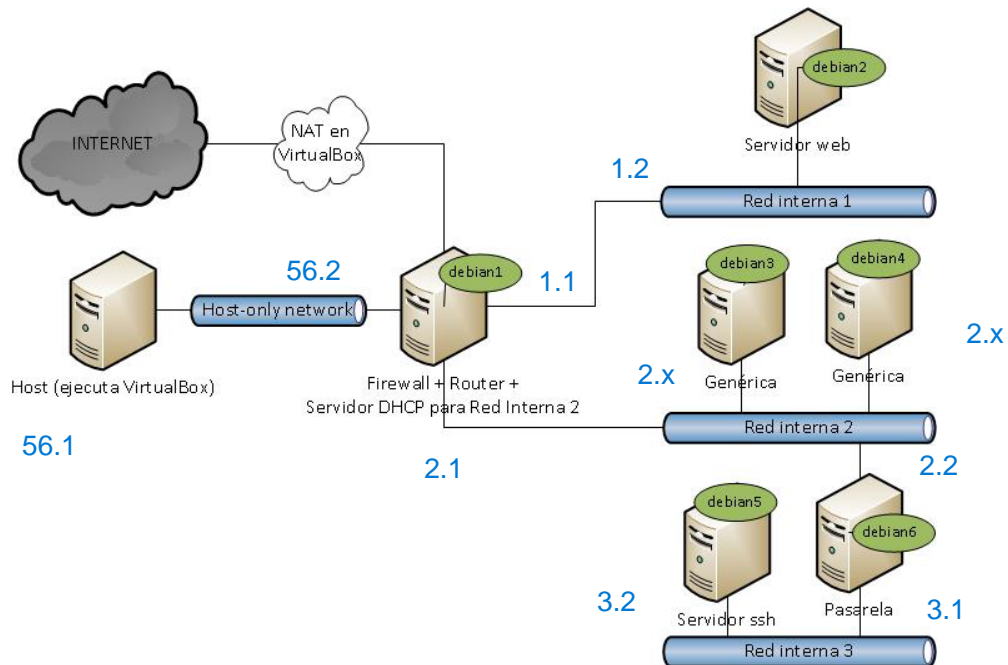 debian2
INTERNET
NAT en
VirtualBox
Servidor web
1.2
Red interna 1
56.2
debian1
1.1
debian3
debian4
Host-only network
2.x
2.x
Genérica
Genérica
Host (ejecuta VirtualBox)
Firewall + Router +
Servidor DHCP para Red Interna 2
56.1
Red interna 2
2.1
2.2
debian5
debian6
3.2
Servidor ssh
Pasarela
3.1
Red interna 3